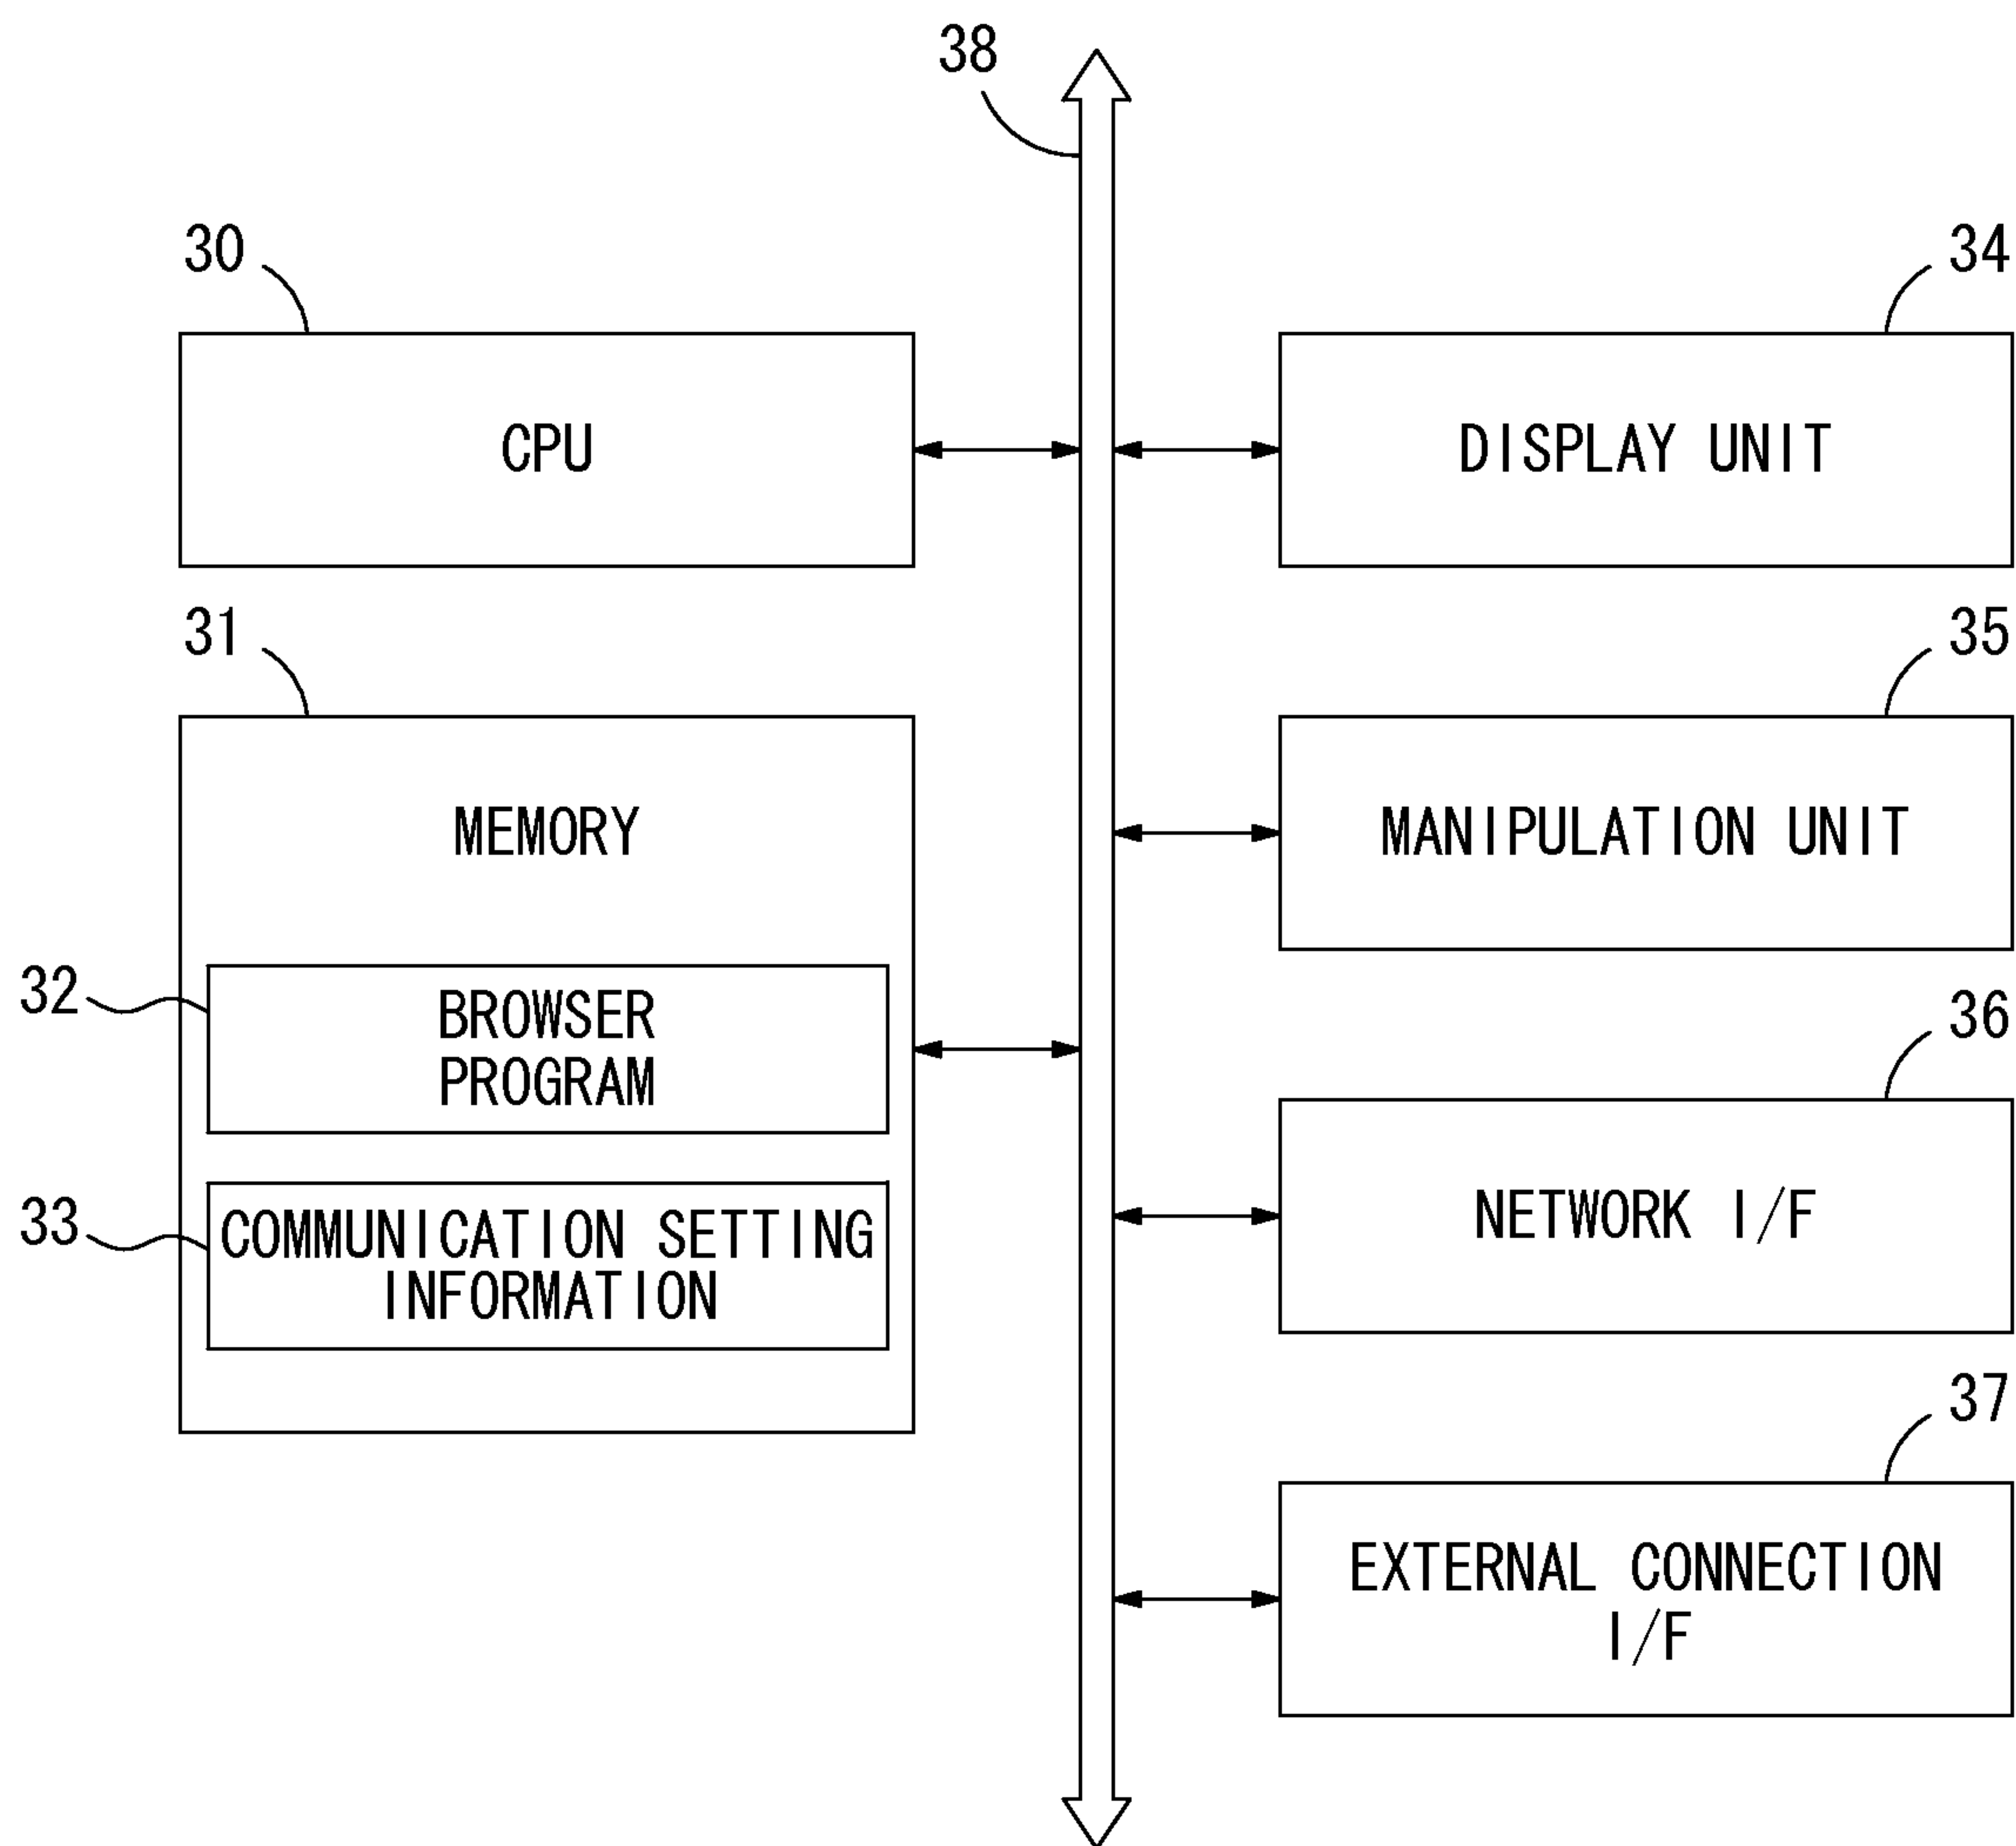 38
30
CPU
34
DISPLAY UNIT
31
MEMORY
32
BROWSER
PROGRAM
33
COMMUNICATION SETTING
INFORMATION
35
MANIPULATION UNIT
36
NETWORK I/F
37
EXTERNAL CONNECTION
I/F